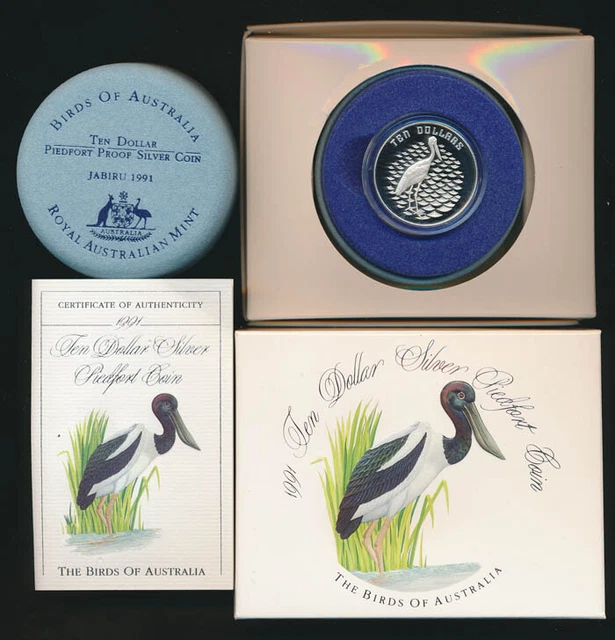 BIRDS OF AUSTRALIA
TEN DOLLAR
PIEDFORT PROOF SILVER COIN
JABIRU 1991
AUSTRALIA
ROYAL AUSTRALIAN MINT
TEN DOLLARS
CERTIFICATE OF AUTHENTICITY
1991
Ten Dollar Silver
Piedfort Coin
THE BIRDS OF AUSTRALIA
1991 Ten Dollar Silver Piedfort Coin
THE BIRDS OF AUSTRALIA